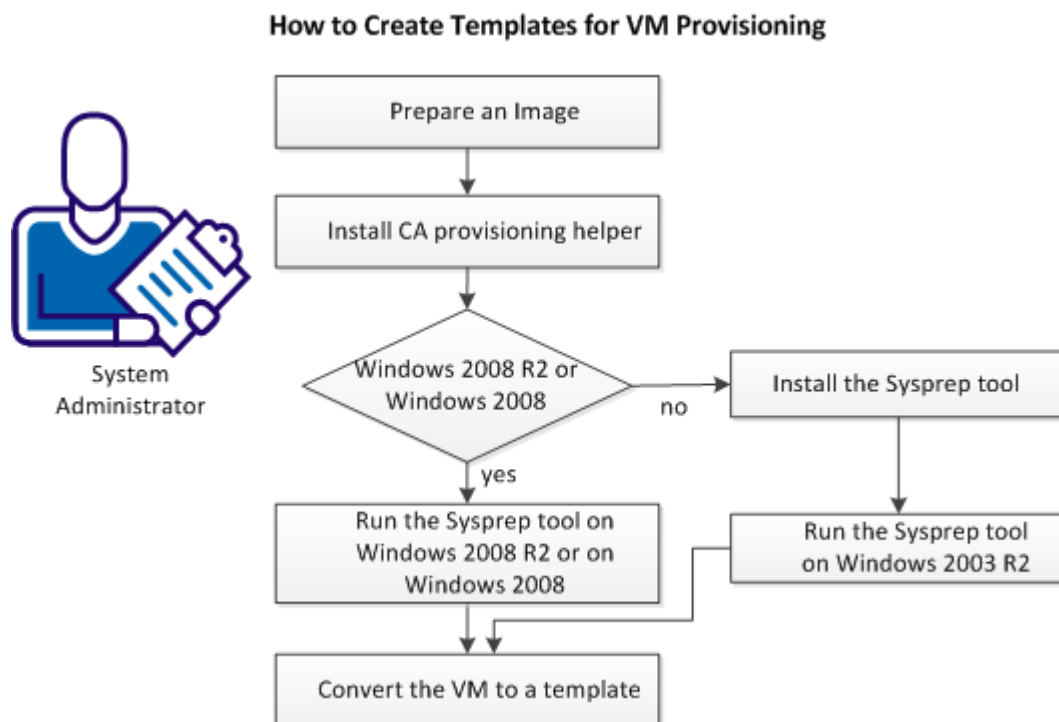 How to Create Templates for VM Provisioning
Prepare an Image
Install CA provisioning helper
System
Administrator
Windows 2008 R2 or
Windows 2008
no
Install the Sysprep tool
yes
Run the Sysprep tool on
Windows 2008 R2 or on
Windows 2008
Run the Sysprep tool
on Windows 2003 R2
Convert the VM to a template